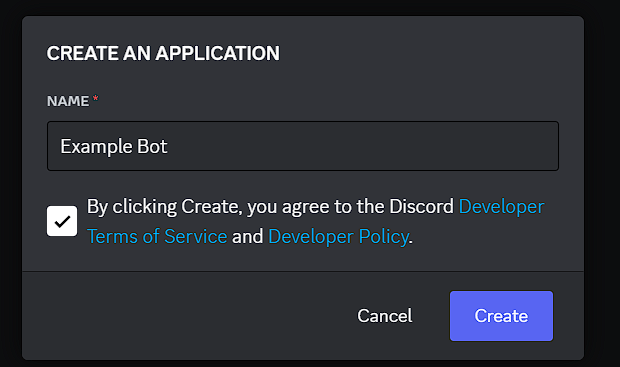 CREATE AN APPLICATION
NAME *
Example Bot
By clicking Create, you agree to the Discord Developer
Terms of Service and Developer Policy.
Cancel
Create